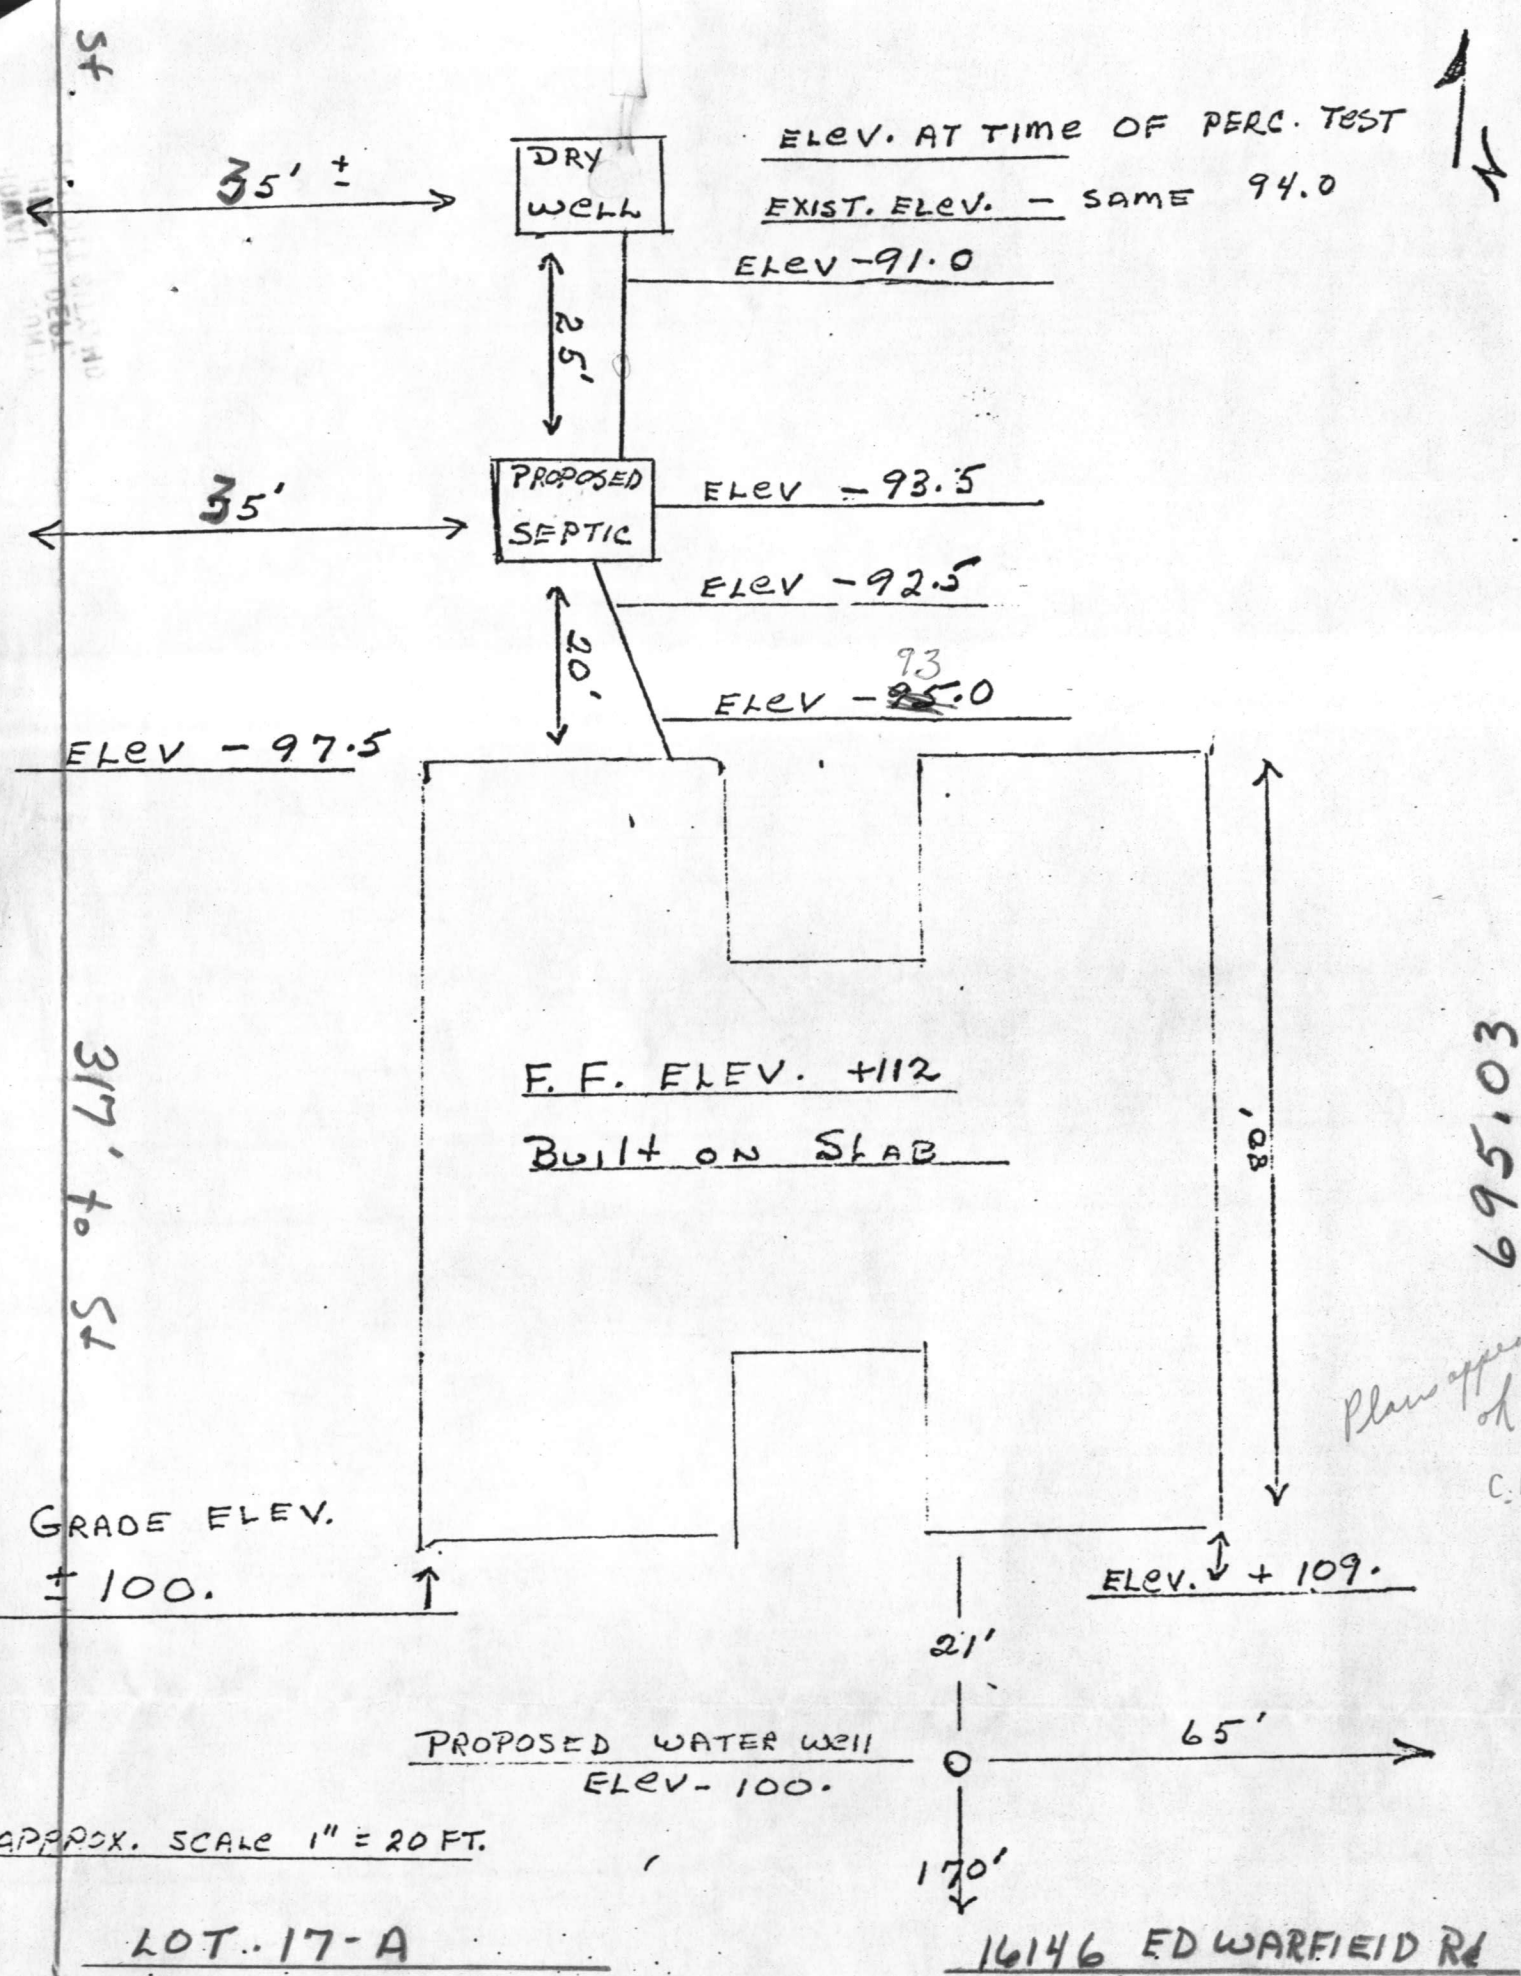 St
ELEV. AT TIME OF PERC. TEST
DRY
WELL
35' ±
EXIST. ELEV. - SAME 94.0
ELEV - 91.0
25'
PROPOSED
SEPTIC
35'
ELEV - 93.5
ELEV - 92.5
20'
93
ELEV - 95.0
ELEV - 97.5
N
F. F. ELEV. +112
Built ON SLAB
80'
695.03
317' to St
Plans
ok
C.
GRADE ELEV.
± 100.
ELEV. + 109.
21'
PROPOSED WATER WELL
ELEV - 100.
65'
APPROX. SCALE 1" = 20 FT.
170'
LOT.. 17-A
16146 ED WARFIELD Rd